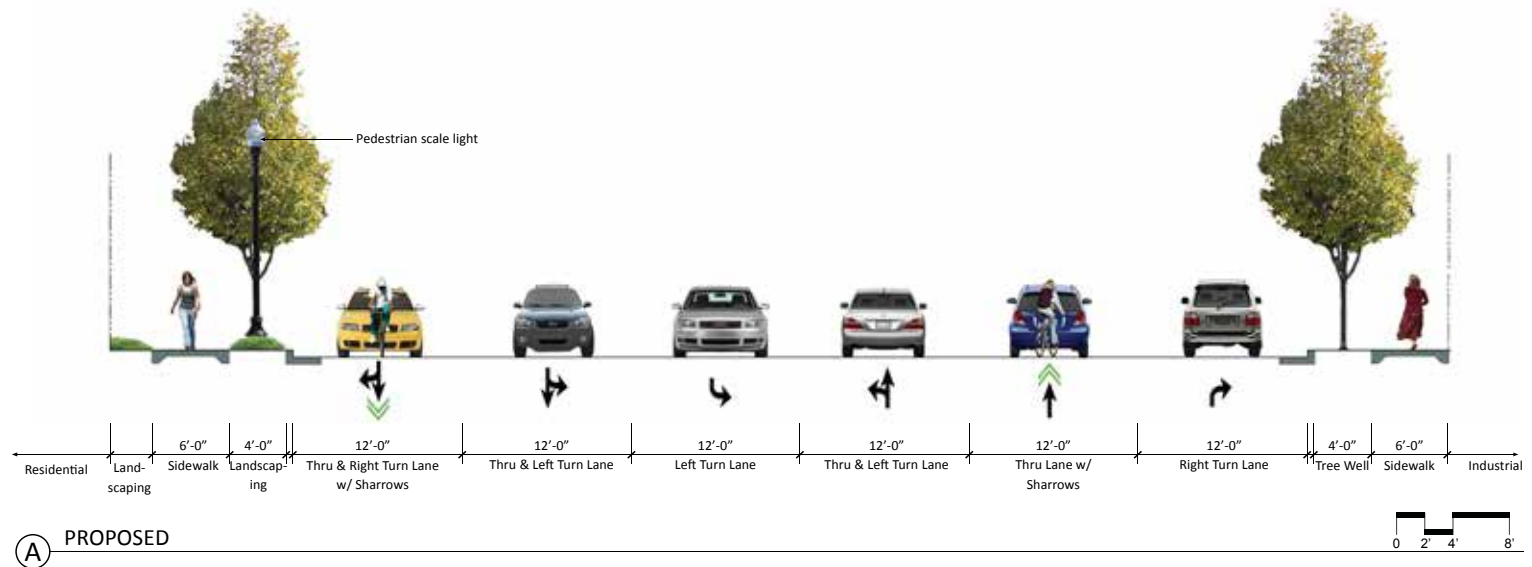 Pedestrian scale light
6’-0”
4’-0”
12’-0”
12’-0”
12’-0”
12’-0”
12’-0”
12’-0”
4’-0”
6’-0”
Residential
Land-
scaping
Sidewalk
Landscap-
ing
Thru & Right Turn Lane
w/ Sharrows
Thru & Left Turn Lane
Left Turn Lane
Thru & Left Turn Lane
Thru Lane w/
Sharrows
Right Turn Lane
Tree Well
Sidewalk
Industrial
A PROPOSED
0 2' 4' 8'